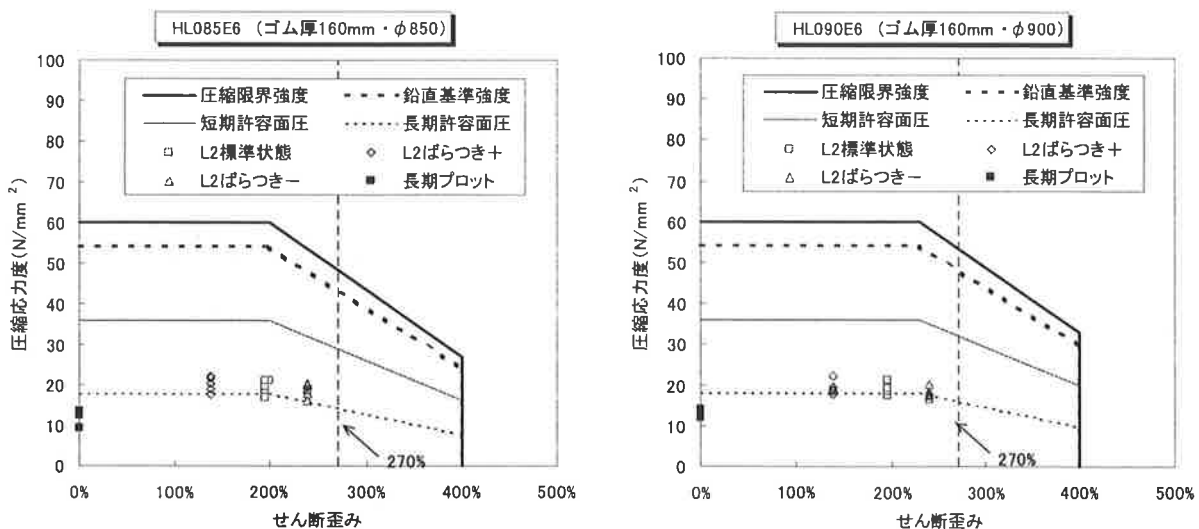 HL085E6 (ゴム厚160mm・φ850)
圧縮応力度(N/mm²)
100
90
80
70
60
50
40
30
20
10
0
圧縮限界強度
鉛直基準強度
短期許容面圧
長期許容面圧
L2標準状態
L2ばらつき＋
L2ばらつきー
長期プロット
270%
0%
100%
200%
300%
400%
500%
せん断歪み
HL090E6 (ゴム厚160mm・φ900)
圧縮応力度(N/mm²)
100
90
80
70
60
50
40
30
20
10
0
圧縮限界強度
鉛直基準強度
短期許容面圧
長期許容面圧
L2標準状態
L2ばらつき＋
L2ばらつきー
長期プロット
270%
0%
100%
200%
300%
400%
500%
せん断歪み